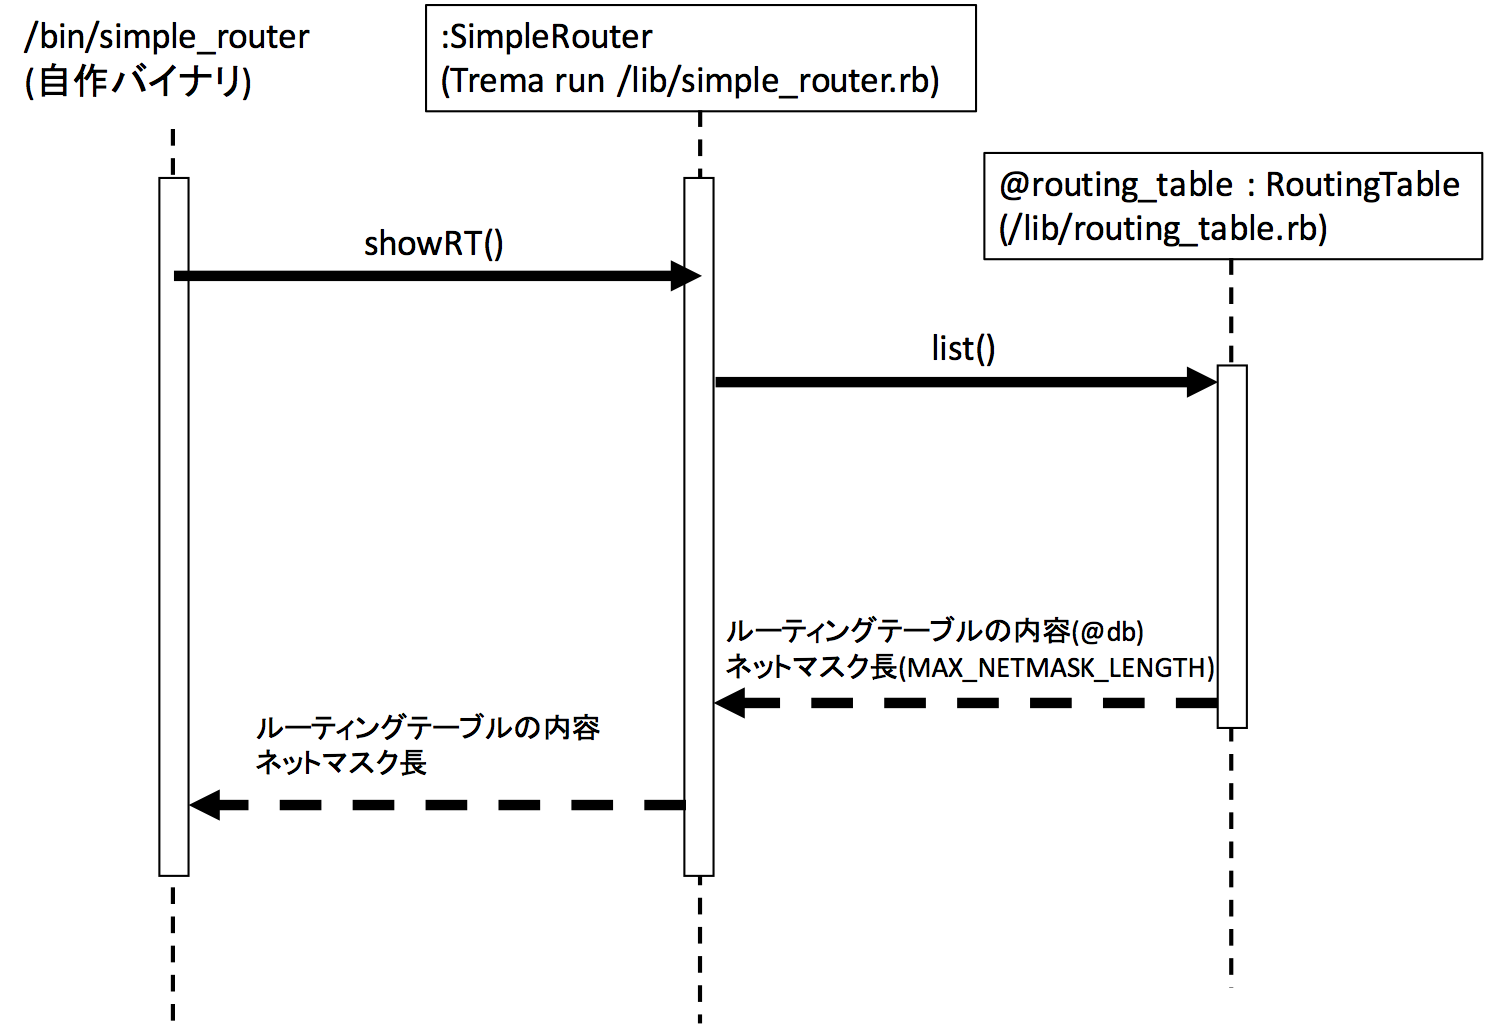 /bin/simple_router
(自作バイナリ)
:SimpleRouter
(Trema run /lib/simple_router.rb)
@routing_table : RoutingTable
(/lib/routing_table.rb)
showRT()
list()
ルーティングテーブルの内容(@db)
ネットマスク長(MAX_NETMASK_LENGTH)
ルーティングテーブルの内容
ネットマスク長